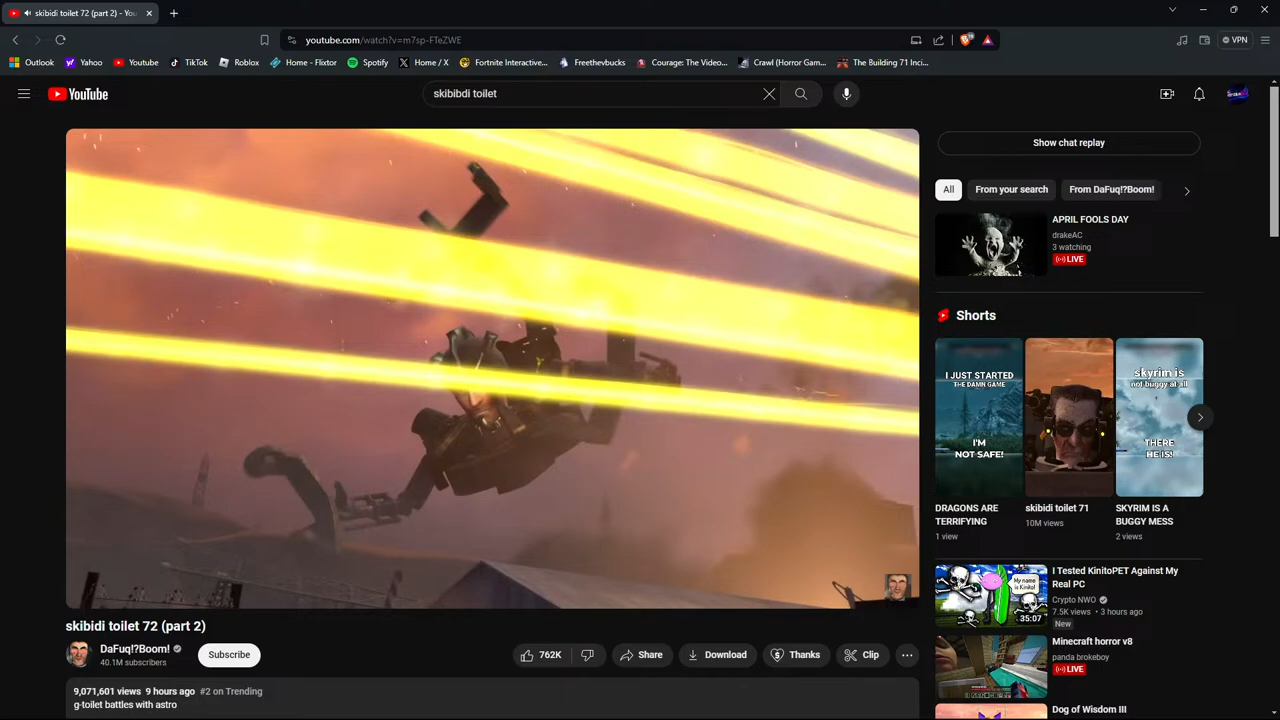 skibidi toilet 72 (part 2) - You
youtube.com/watch?v=m7sp-FTeZWE
VPN
Outlook
Yahoo
Youtube
TikTok
Roblox
Home - Flixtor
Spotify
Home / X
Fortnite Interactive...
Freethevbucks
Courage: The Video...
Crawl (Horror Gam...
The Building 71 Inci...
YouTube
skibibdi toilet
Show chat replay
All
From your search
From DaFuq!?Boom!
APRIL FOOLS DAY
drakeAC
3 watching
LIVE
Shorts
I JUST STARTED
THE DAMN GAME
I'M
NOT SAFE!
skyrim is
not buggy at all
THERE
HE IS!
DRAGONS ARE
TERRIFYING
1 view
skibidi toilet 71
10M views
SKYRIM IS A
BUGGY MESS
2 views
My name
is Kinito!
35:07
I Tested KinitoPET Against My
Real PC
Crypto NWO
7.5K views • 3 hours ago
New
Minecraft horror v8
panda brokeboy
LIVE
Dog of Wisdom III
skibidi toilet 72 (part 2)
DaFuq!?Boom!
40.1M subscribers
Subscribe
762K
Share
Download
Thanks
Clip
9,071,601 views 9 hours ago #2 on Trending
g-toilet battles with astro